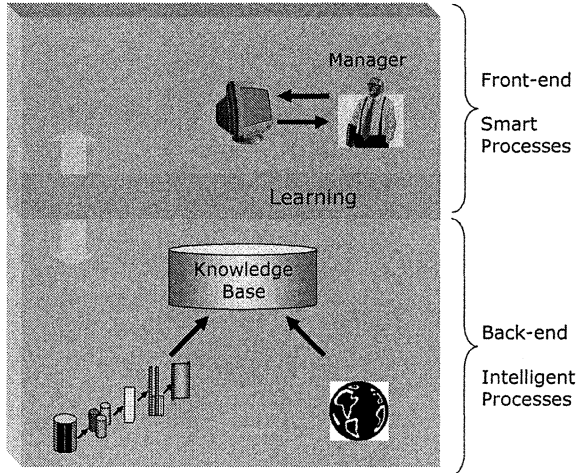 Manager
Front-end
Smart
Processes
Learning
Knowledge
Base
Back-end
Intelligent
Processes